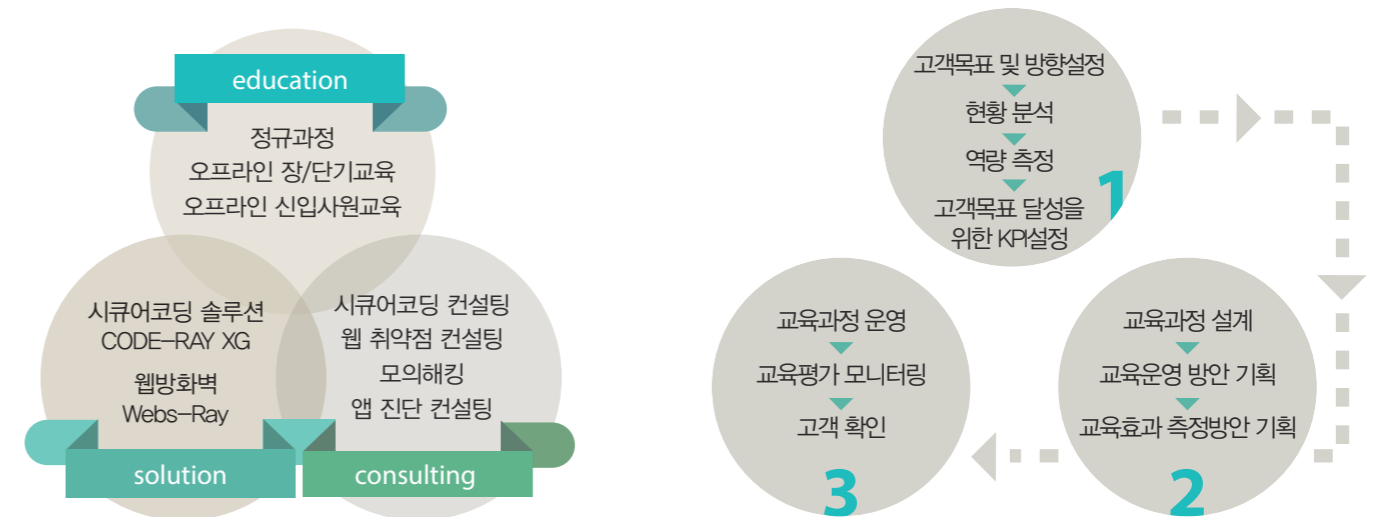 education
정규과정
오프라인 장/단기교육
오프라인 신입사원교육
시큐어코딩 솔루션
CODE-RAY XG
웹방화벽
Webs-Ray
solution
시큐어코딩 컨설팅
웹 취약점 컨설팅
모의해킹
앱 진단 컨설팅
consulting
고객목표 및 방향설정
현황 분석
역량 측정
고객목표 달성을
위한 KPI설정
1
교육과정 설계
교육운영 방안 기획
교육효과 측정방안 기획
2
교육과정 운영
교육평가 모니터링
고객 확인
3